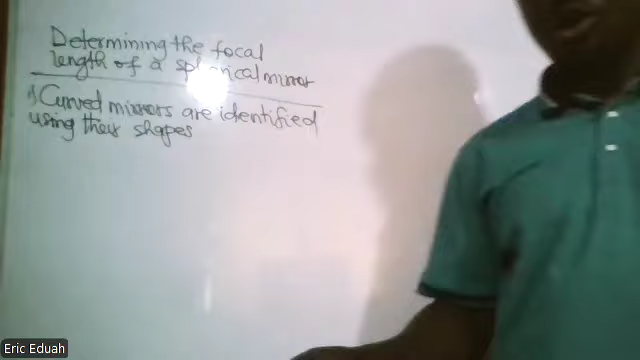 Determining the focal
length of a spherical mirror
1) Curved mirrors are identified
using their shapes
Eric Eduah